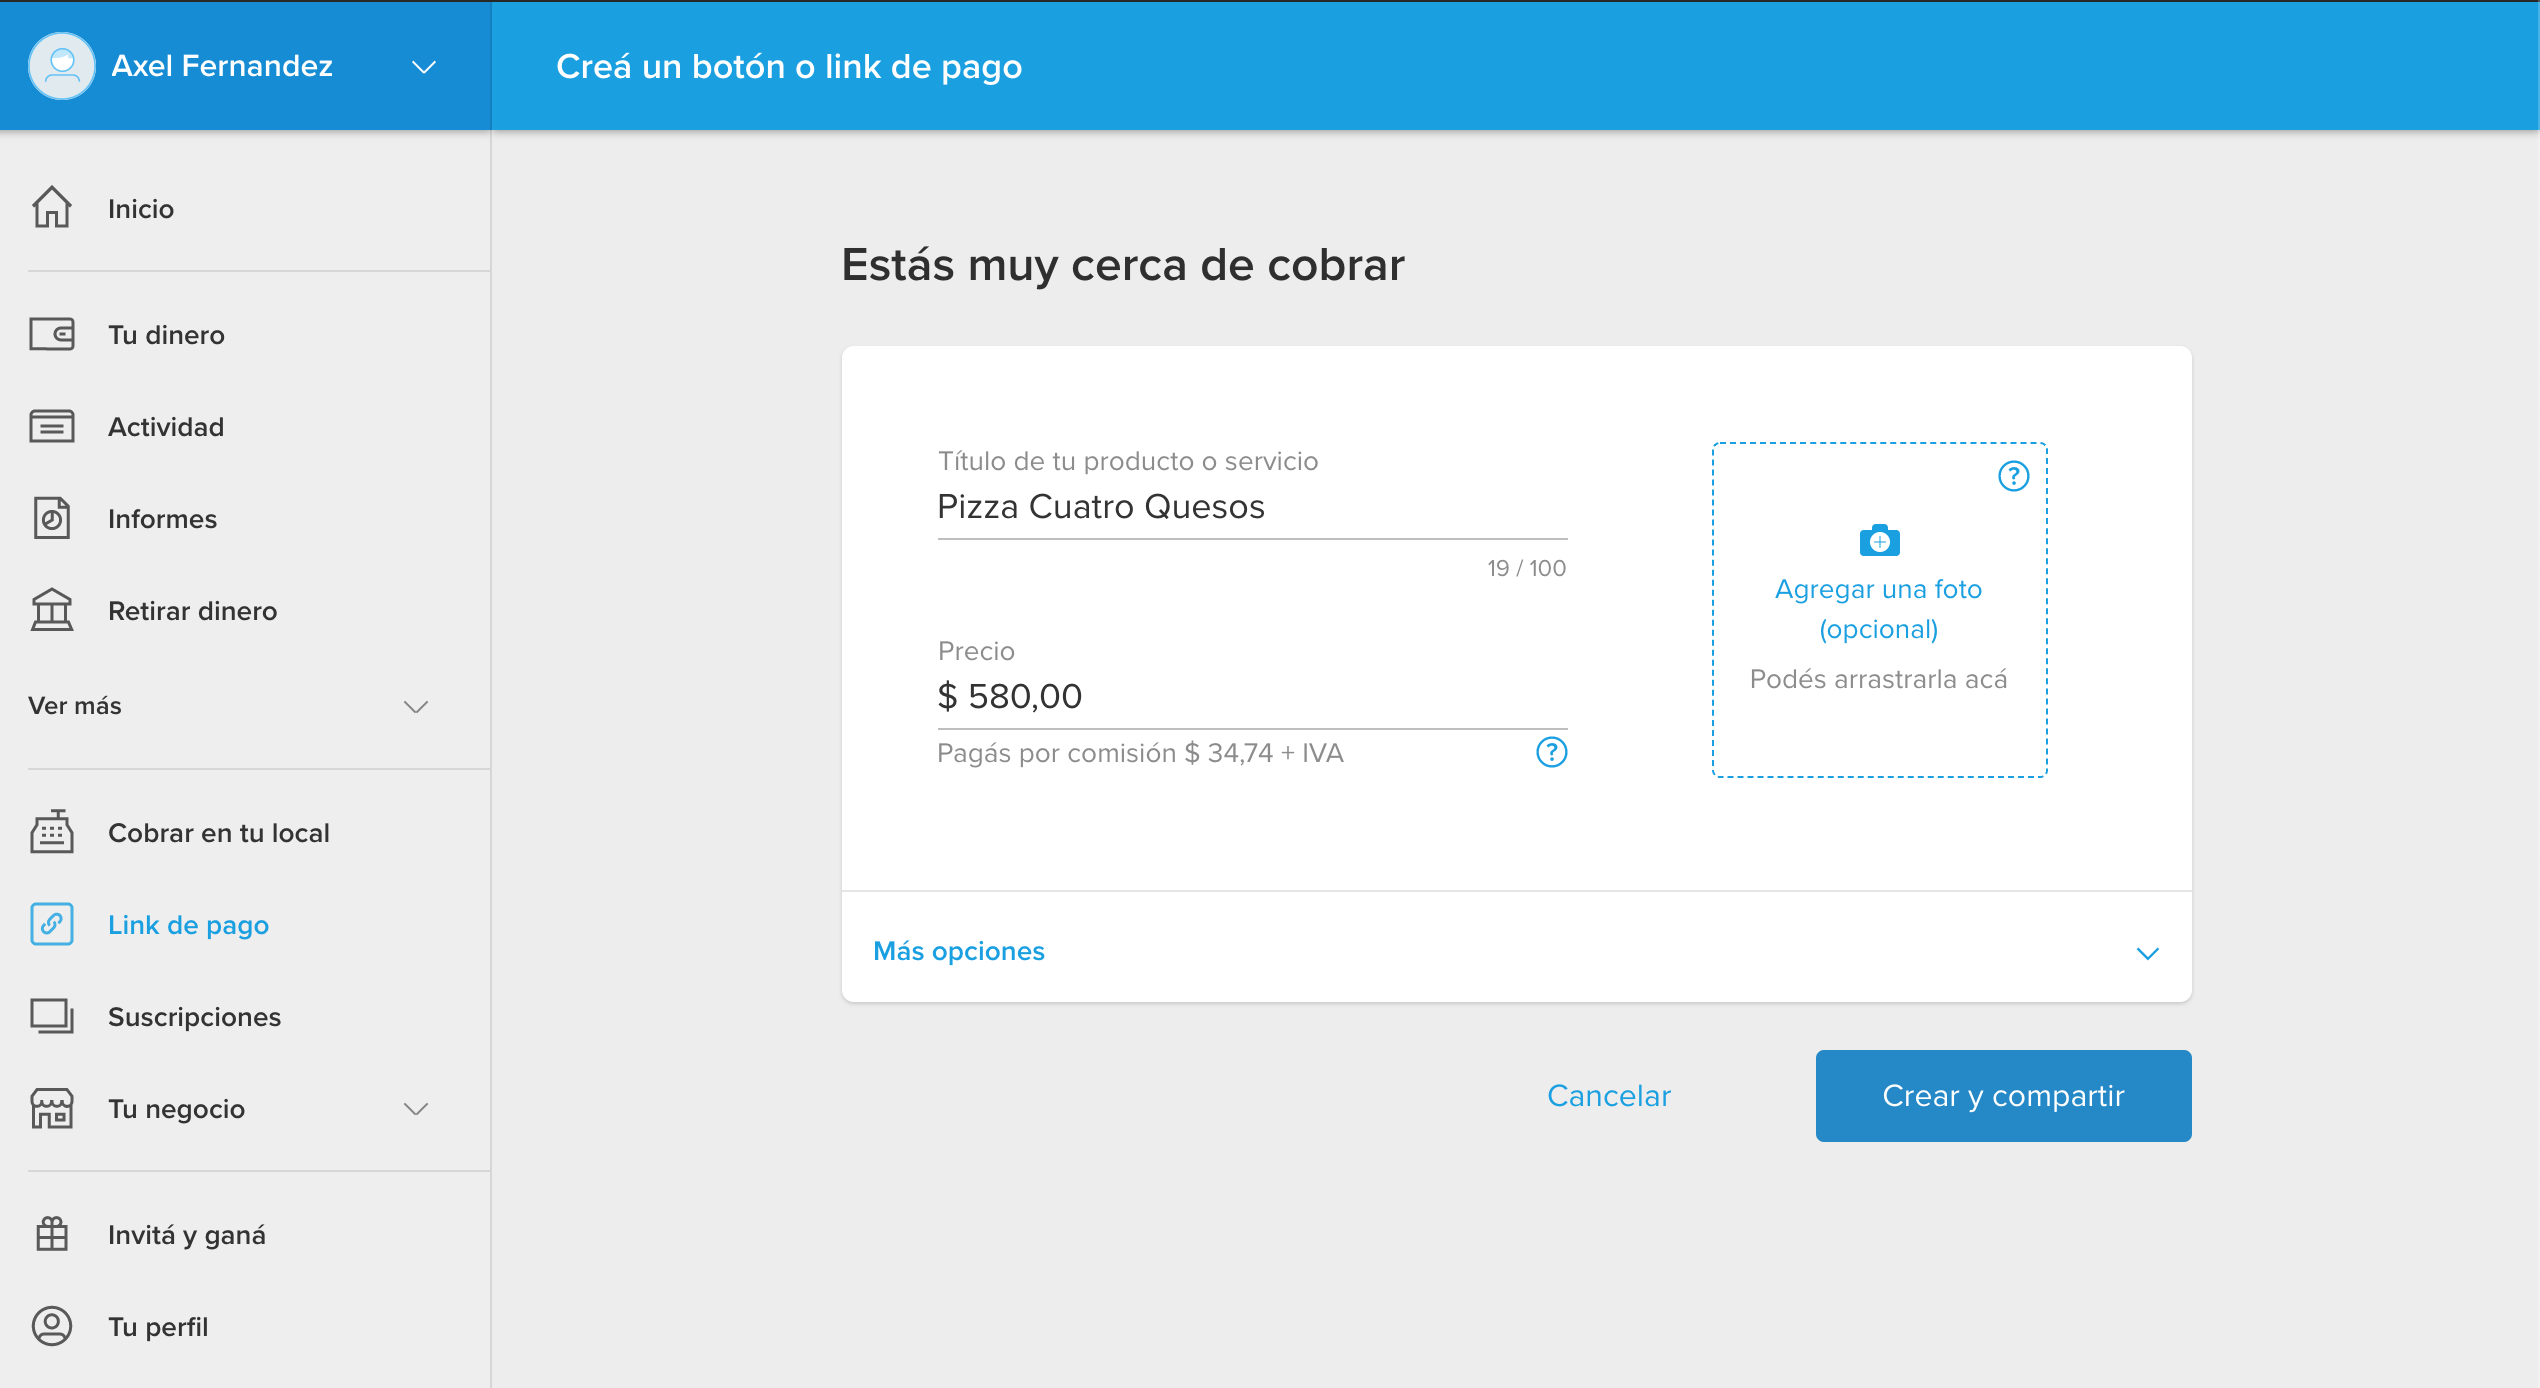 Axel Fernandez
Creá un botón o link de pago
Inicio
Tu dinero
Actividad
Informes
Retirar dinero
Ver más
Cobrar en tu local
Link de pago
Suscripciones
Tu negocio
Invitá y ganá
Tu perfil
Estás muy cerca de cobrar
Título de tu producto o servicio
Pizza Cuatro Quesos
19 / 100
Precio
$ 580,00
Pagás por comisión $ 34,74 + IVA
?
?
Agregar una foto
(opcional)
Podés arrastrarla acá
Más opciones
Cancelar
Crear y compartir